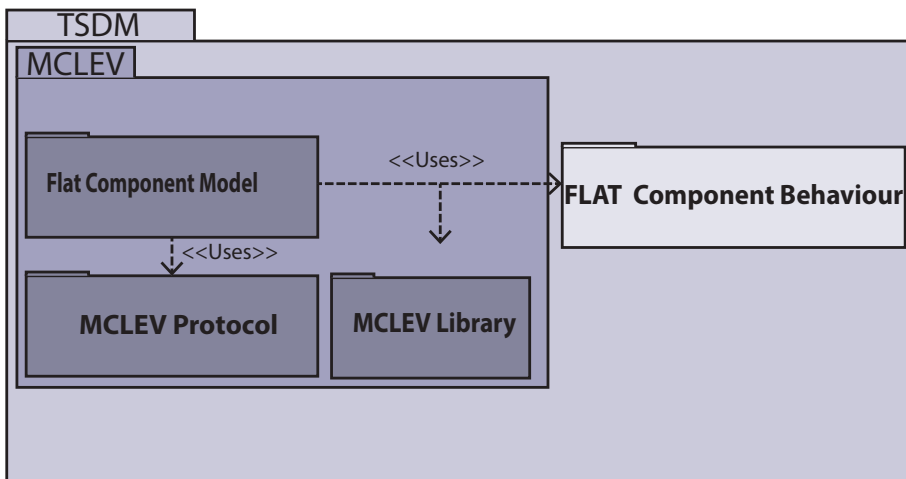 TSDM
MCLEV
Flat Component Model
<<Uses>>
FLAT Component Behaviour
<<Uses>>
MCLEV Protocol
MCLEV Library